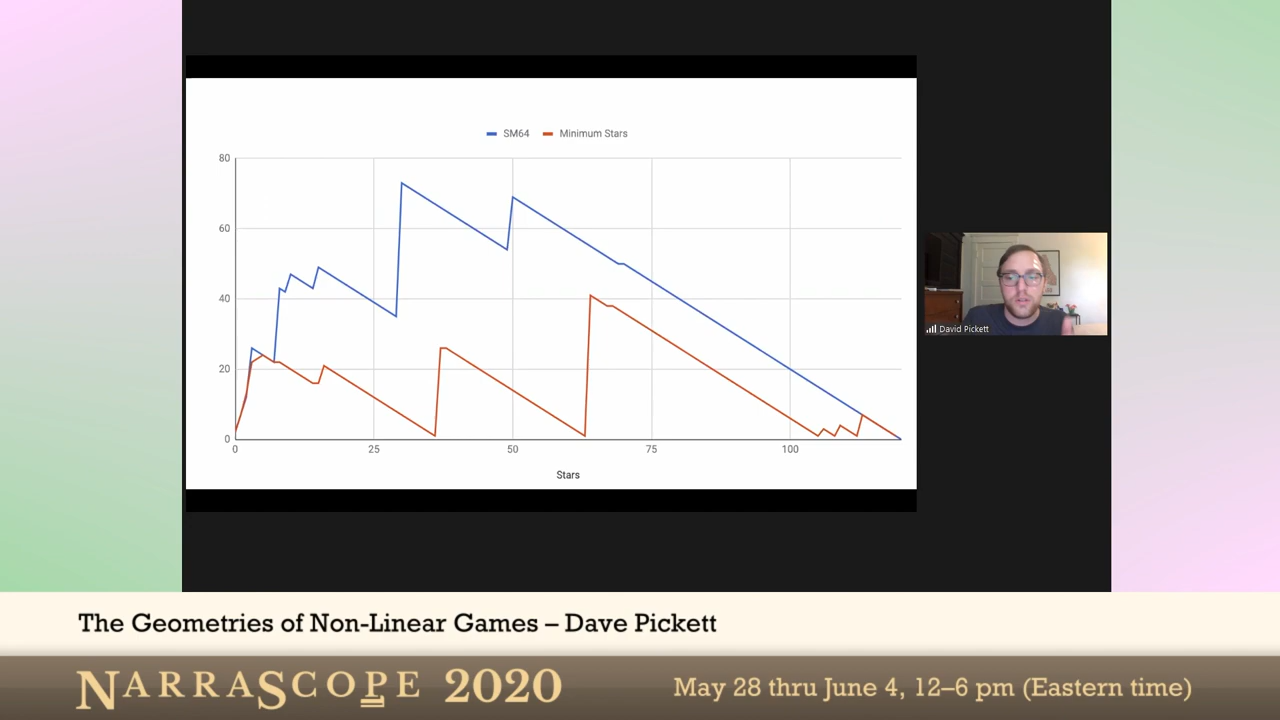 SM64 Minimum Stars
80
60
40
20
0
0 25 50 75 100
Stars
David Pickett
The Geometries of Non-Linear Games – Dave Pickett
NARRASCOPE 2020
May 28 thru June 4, 12–6 pm (Eastern time)